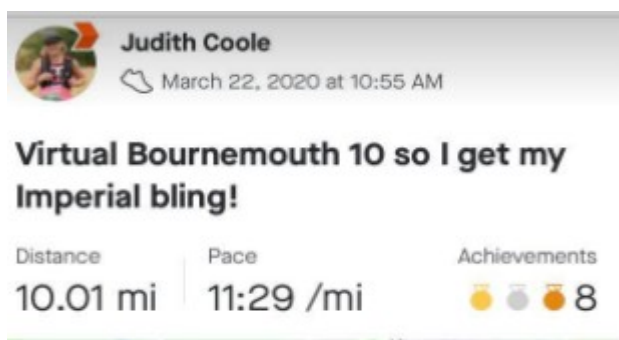 Judith Coole
March 22, 2020 at 10:55 AM
Virtual Bournemouth 10 so I get my
Imperial bling!
Distance Pace Achievements
10.01 mi 11:29 /mi 8